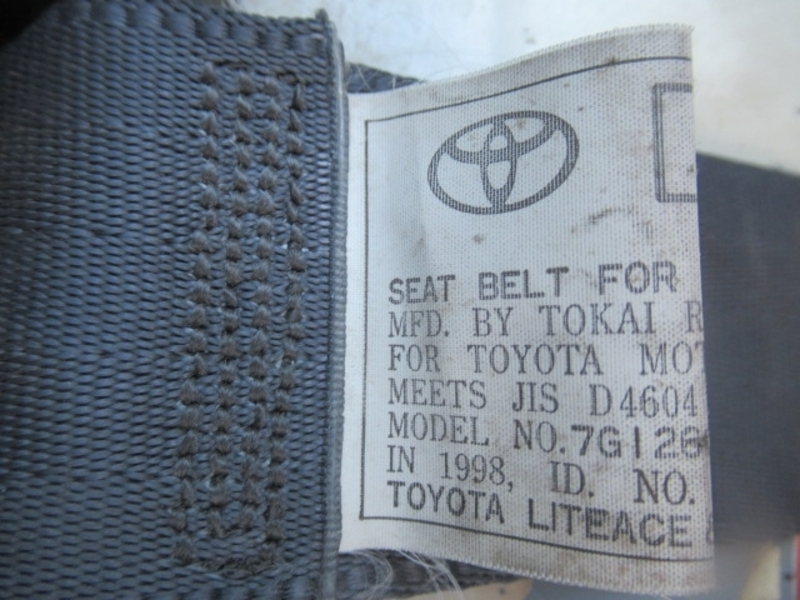 SEAT BELT FOR
MFD. BY TOKAI R
FOR TOYOTA MOT
MEETS JIS D4604
MODEL NO.7G126
IN 1998, ID. NO.
TOYOTA LITEACE &